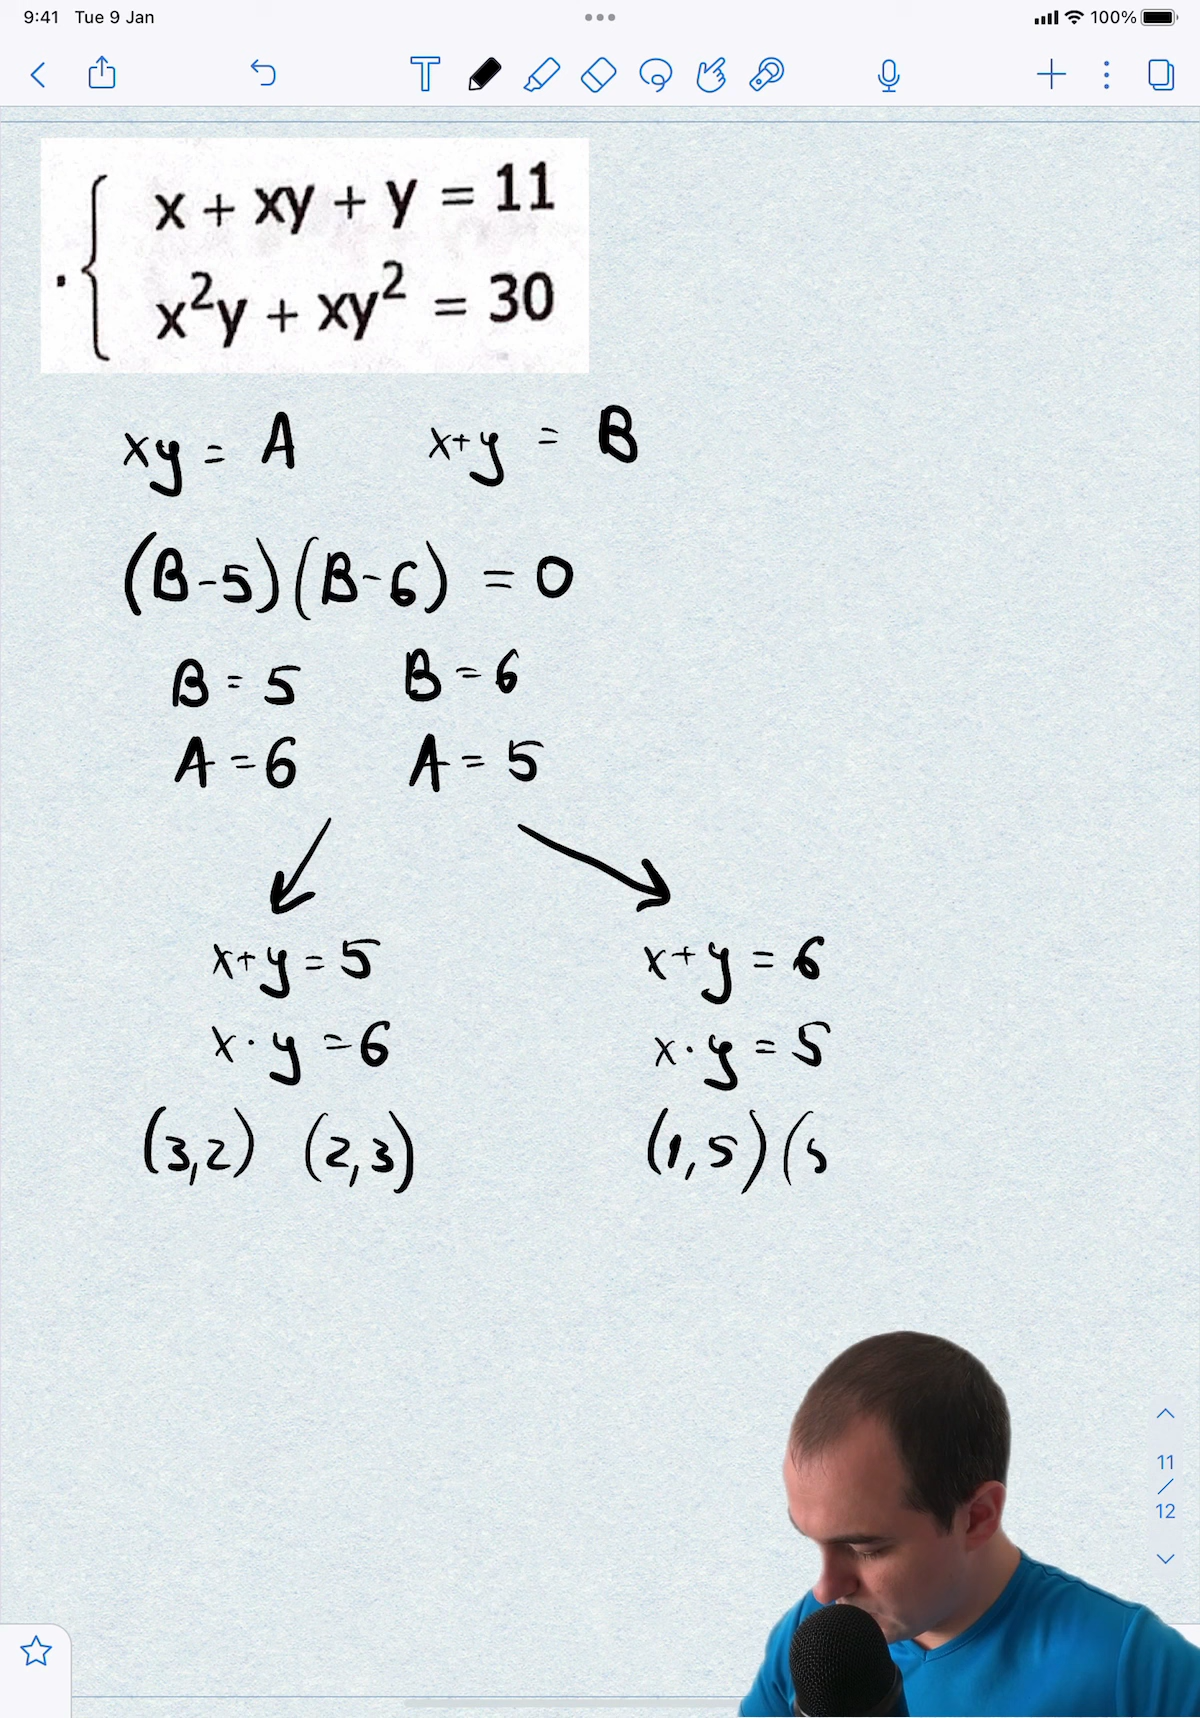 9:41 Tue 9 Jan 100%
x + xy + y = 11
x²y + xy² = 30
xy = A x+y = B
(B-5)(B-6) = 0
B = 5 B = 6
A = 6 A = 5
x+y = 5 x+y = 6
x·y = 6 x·y = 5
(3,2) (2,3) (1,5)(5
11
/
12